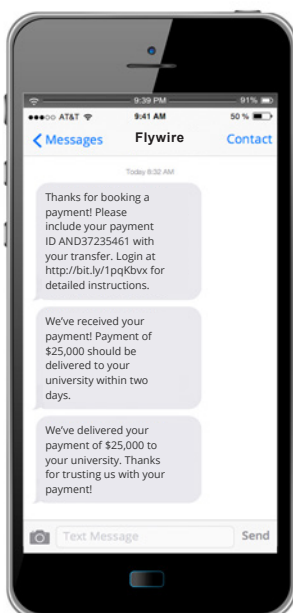 9:39 PM 91%
AT&T 9:41 AM 50 %
Messages Flywire Contact
Today 8:32 AM
Thanks for booking a
payment! Please
include your payment
ID AND37235461 with
your transfer. Login at
http://bit.ly/1pqKbvx for
detailed instructions.
We've received your
payment! Payment of
$25,000 should be
delivered to your
university within two
days.
We've delivered your
payment of $25,000 to
your university. Thanks
for trusting us with your
payment!
Text Message Send